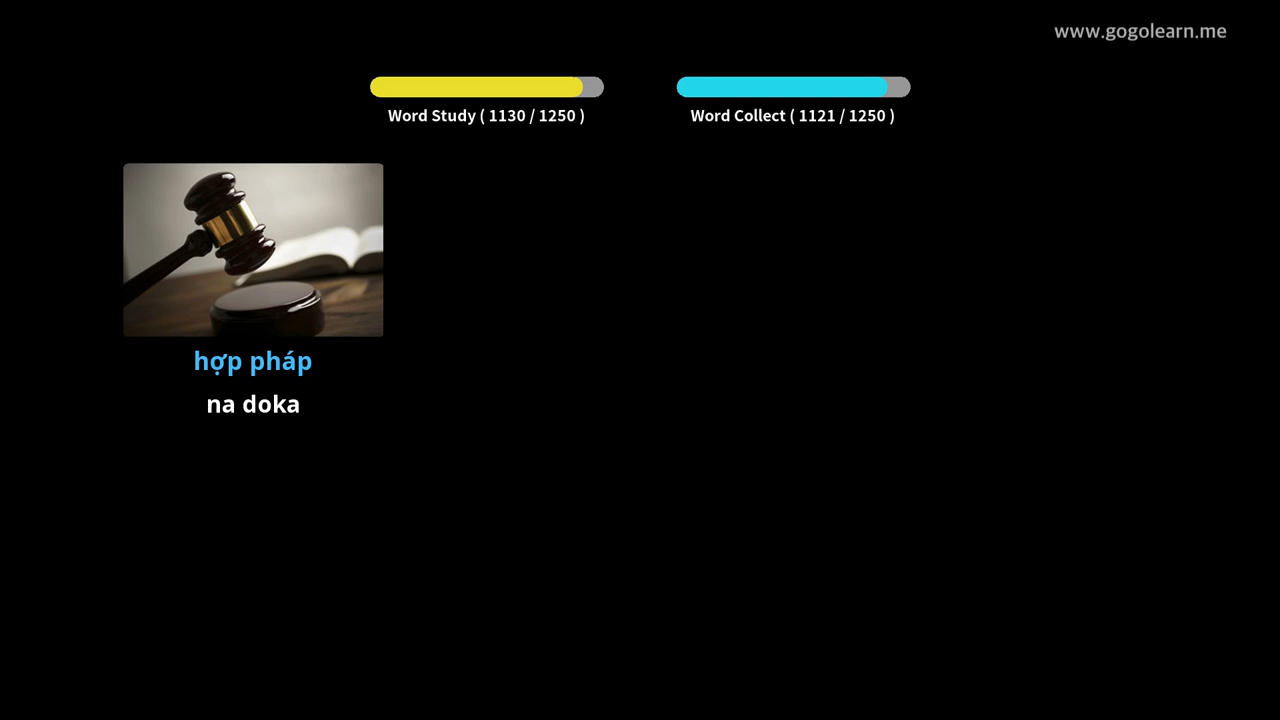 www.gogolearn.me
Word Study ( 1130 / 1250 )
Word Collect ( 1121 / 1250 )
hợp pháp
na doka